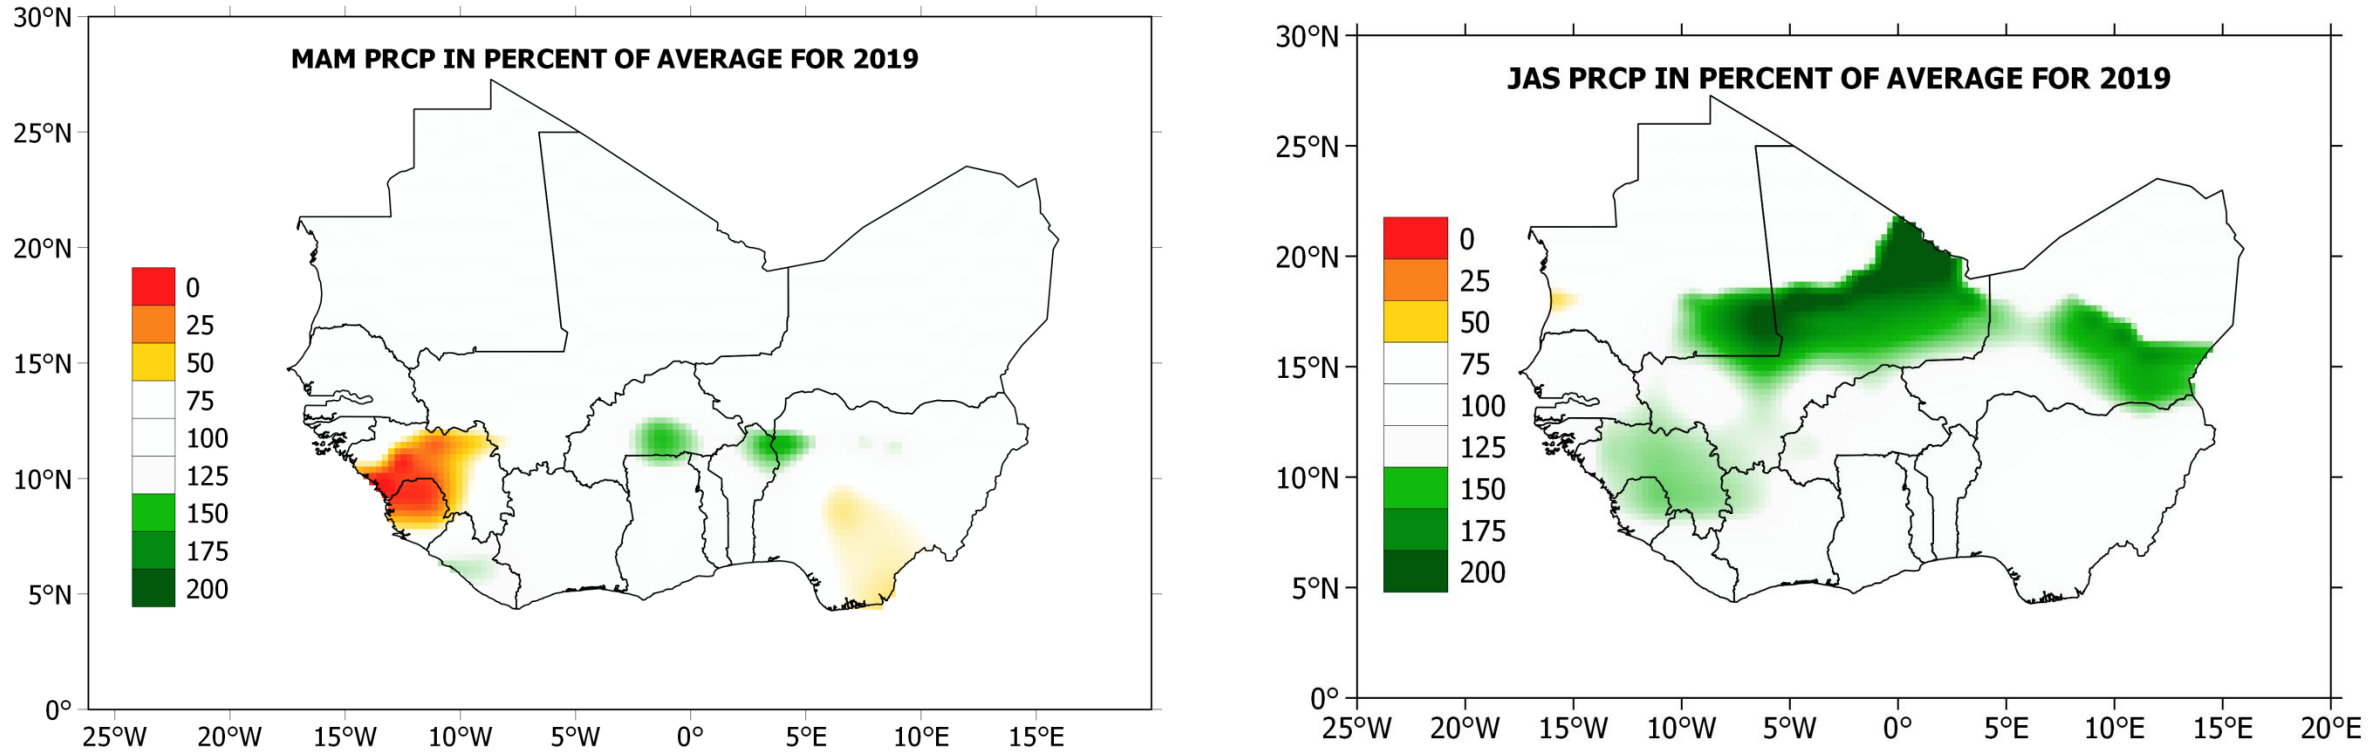 MAM PRCP IN PERCENT OF AVERAGE FOR 2019
30°N
25°N
20°N
15°N
10°N
5°N
0°
0
25
50
75
100
125
150
175
200
25°W 20°W 15°W 10°W 5°W 0° 5°E 10°E 15°E
JAS PRCP IN PERCENT OF AVERAGE FOR 2019
30°N
25°N
20°N
15°N
10°N
5°N
0°
0
25
50
75
100
125
150
175
200
25°W 20°W 15°W 10°W 5°W 0° 5°E 10°E 15°E 20°E